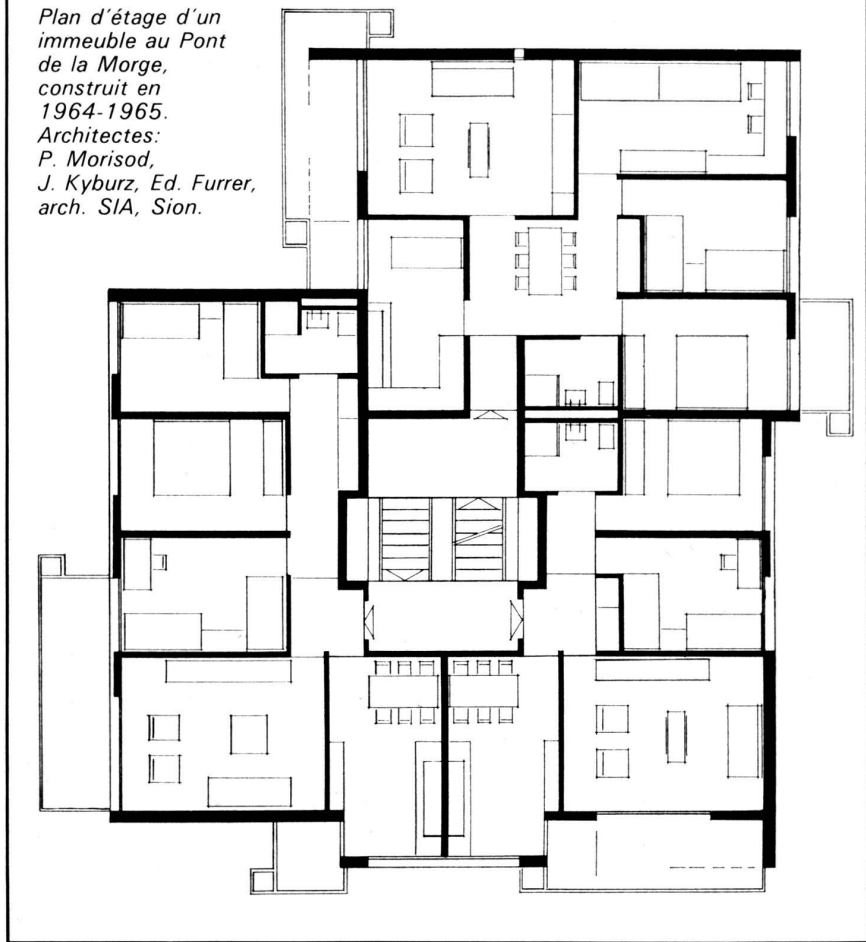 Plan d'étage d'un
immeuble au Pont
de la Morge,
construit en
1964-1965.
Architectes:
P. Morisod,
J. Kyburz, Ed. Furrer,
arch. SIA, Sion.